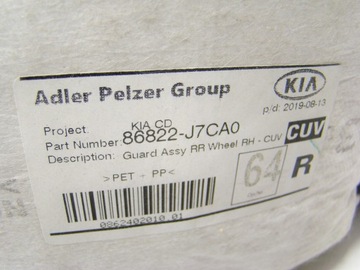 Adler Pelzer Group
KIA
p/d: 2019-08-13
Project: KIA CD
Part Number: 86822-J7CA0
CUV
Description: Guard Assy RR Wheel RH - CUV
64
R
>PET - PP<
0862402010 01